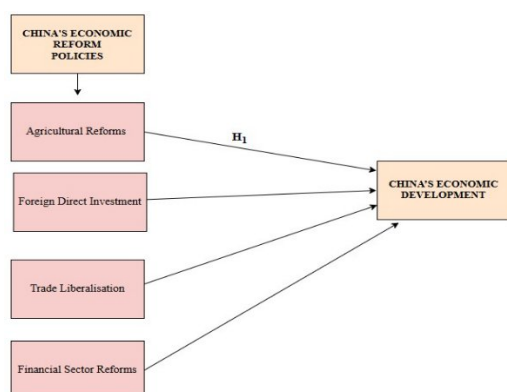 CHINA'S ECONOMIC
REFORM
POLICIES
Agricultural Reforms
H1
Foreign Direct Investment
CHINA'S ECONOMIC
DEVELOPMENT
Trade Liberalisation
Financial Sector Reforms